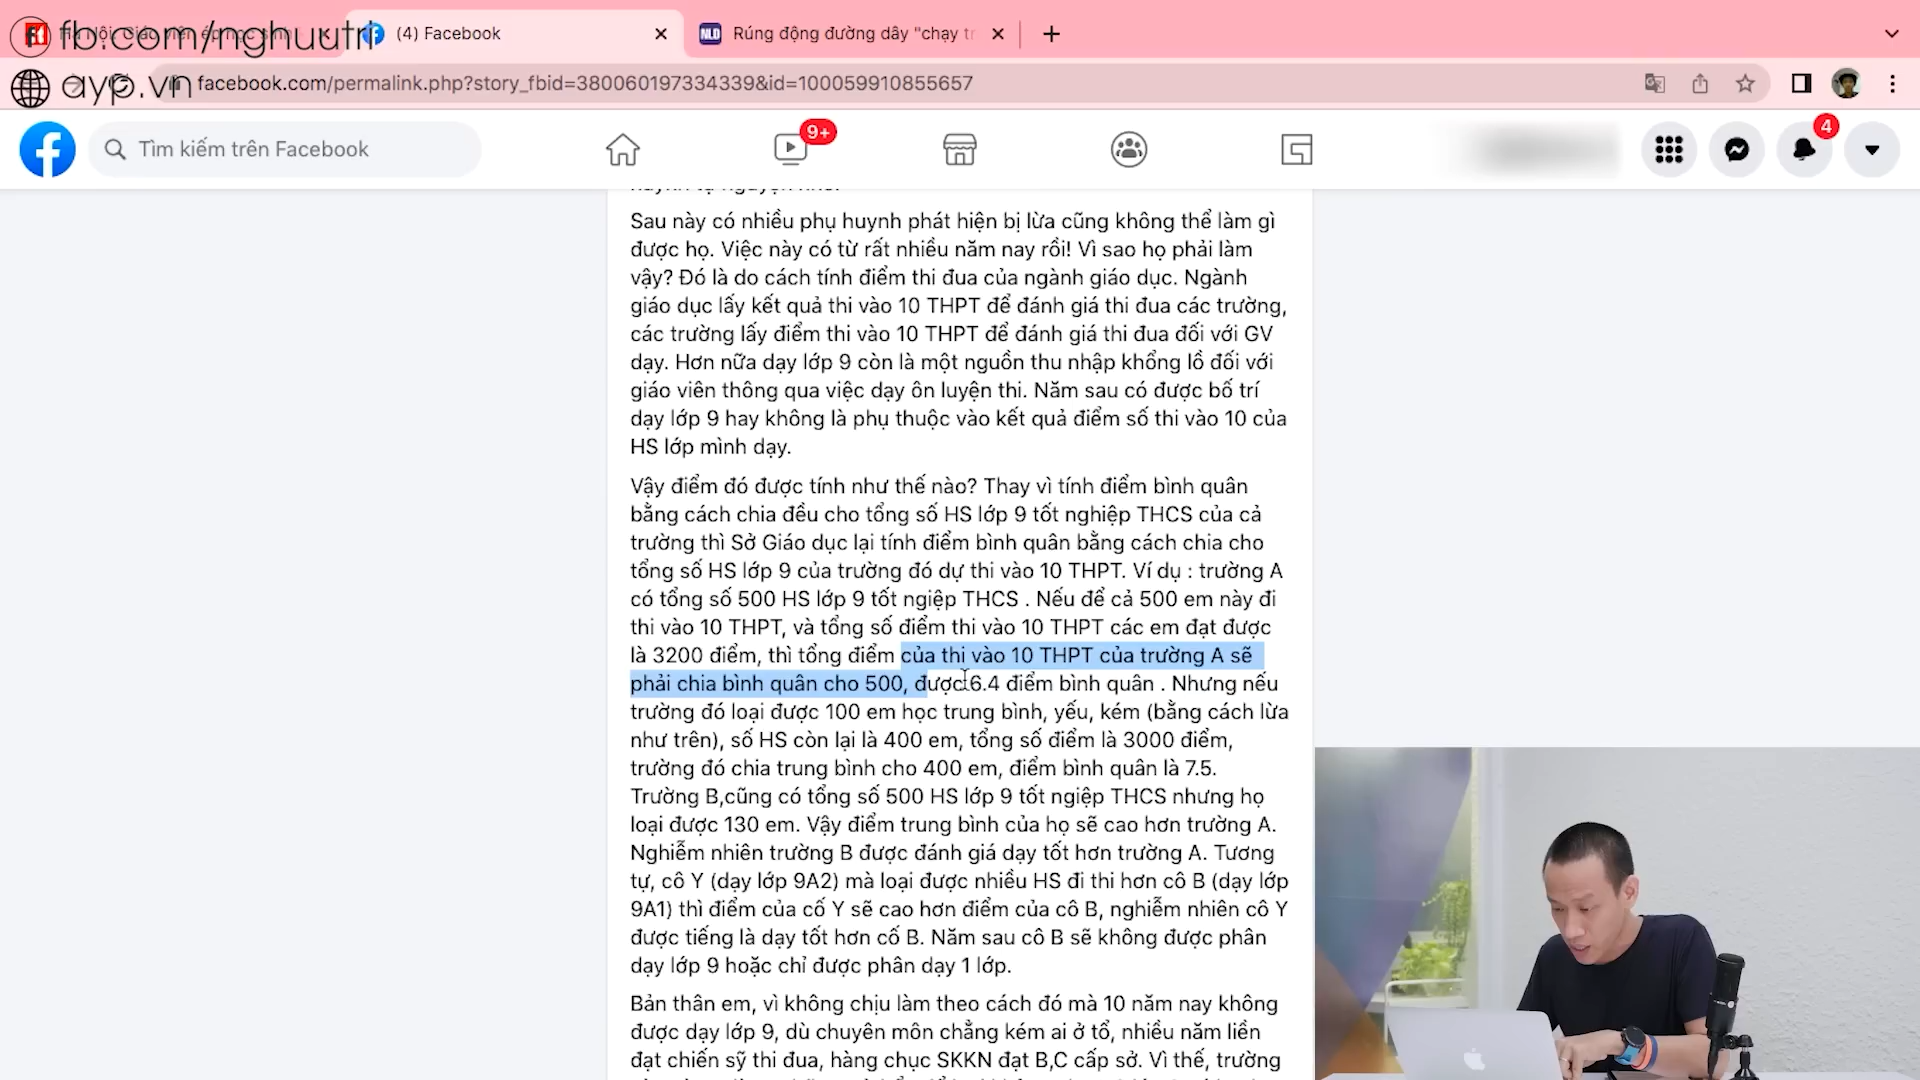 fb.com/nghuutri
(4) Facebook
NLD
Rúng động đường dây "chạy tr
ayp.vn
facebook.com/permalink.php?story_fbid=380060197334339&id=100059910855657
Tìm kiếm trên Facebook
9+
4
Sau này có nhiều phụ huynh phát hiện bị lừa cũng không thể làm gì
được họ. Việc này có từ rất nhiều năm nay rồi! Vì sao họ phải làm
vậy? Đó là do cách tính điểm thi đua của ngành giáo dục. Ngành
giáo dục lấy kết quả thi vào 10 THPT để đánh giá thi đua các trường,
các trường lấy điểm thi vào 10 THPT để đánh giá thi đua đối với GV
dạy. Hơn nữa dạy lớp 9 còn là một nguồn thu nhập khổng lồ đối với
giáo viên thông qua việc dạy ôn luyện thi. Năm sau có được bố trí
dạy lớp 9 hay không là phụ thuộc vào kết quả điểm số thi vào 10 của
HS lớp mình dạy.
Vậy điểm đó được tính như thế nào? Thay vì tính điểm bình quân
bằng cách chia đều cho tổng số HS lớp 9 tốt nghiệp THCS của cả
trường thì Sở Giáo dục lại tính điểm bình quân bằng cách chia cho
tổng số HS lớp 9 của trường đó dự thi vào 10 THPT. Ví dụ : trường A
có tổng số 500 HS lớp 9 tốt ngiệp THCS . Nếu để cả 500 em này đi
thi vào 10 THPT, và tổng số điểm thi vào 10 THPT các em đạt được
là 3200 điểm, thì tổng điểm của thi vào 10 THPT của trường A sẽ
phải chia bình quân cho 500, được 6.4 điểm bình quân . Nhưng nếu
trường đó loại được 100 em học trung bình, yếu, kém (bằng cách lừa
như trên), số HS còn lại là 400 em, tổng số điểm là 3000 điểm,
trường đó chia trung bình cho 400 em, điểm bình quân là 7.5.
Trường B,cũng có tổng số 500 HS lớp 9 tốt ngiệp THCS nhưng họ
loại được 130 em. Vậy điểm trung bình của họ sẽ cao hơn trường A.
Nghiễm nhiên trường B được đánh giá dạy tốt hơn trường A. Tương
tự, cô Y (dạy lớp 9A2) mà loại được nhiều HS đi thi hơn cô B (dạy lớp
9A1) thì điểm của cố Y sẽ cao hơn điểm của cô B, nghiễm nhiên cô Y
được tiếng là dạy tốt hơn cố B. Năm sau cô B sẽ không được phân
dạy lớp 9 hoặc chỉ được phân dạy 1 lớp.
Bản thân em, vì không chịu làm theo cách đó mà 10 năm nay không
được dạy lớp 9, dù chuyên môn chẳng kém ai ở tổ, nhiều năm liền
đạt chiến sỹ thi đua, hàng chục SKKN đạt B,C cấp sở. Vì thế, trường